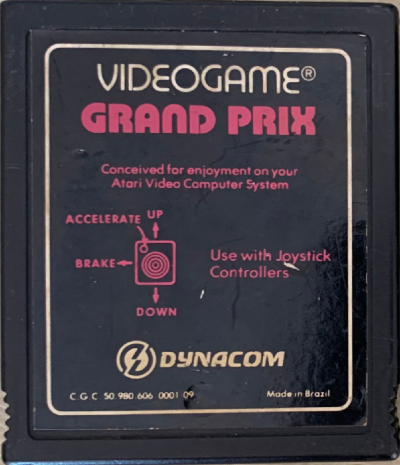 VIDEOGAME®
GRAND PRIX
Conceived for enjoyment on your
Atari Video Computer System
ACCELERATE UP
BRAKE
DOWN
Use with Joystick
Controllers
DYNACOM
C G C 50 980 606 0001 09
Made in Brazil